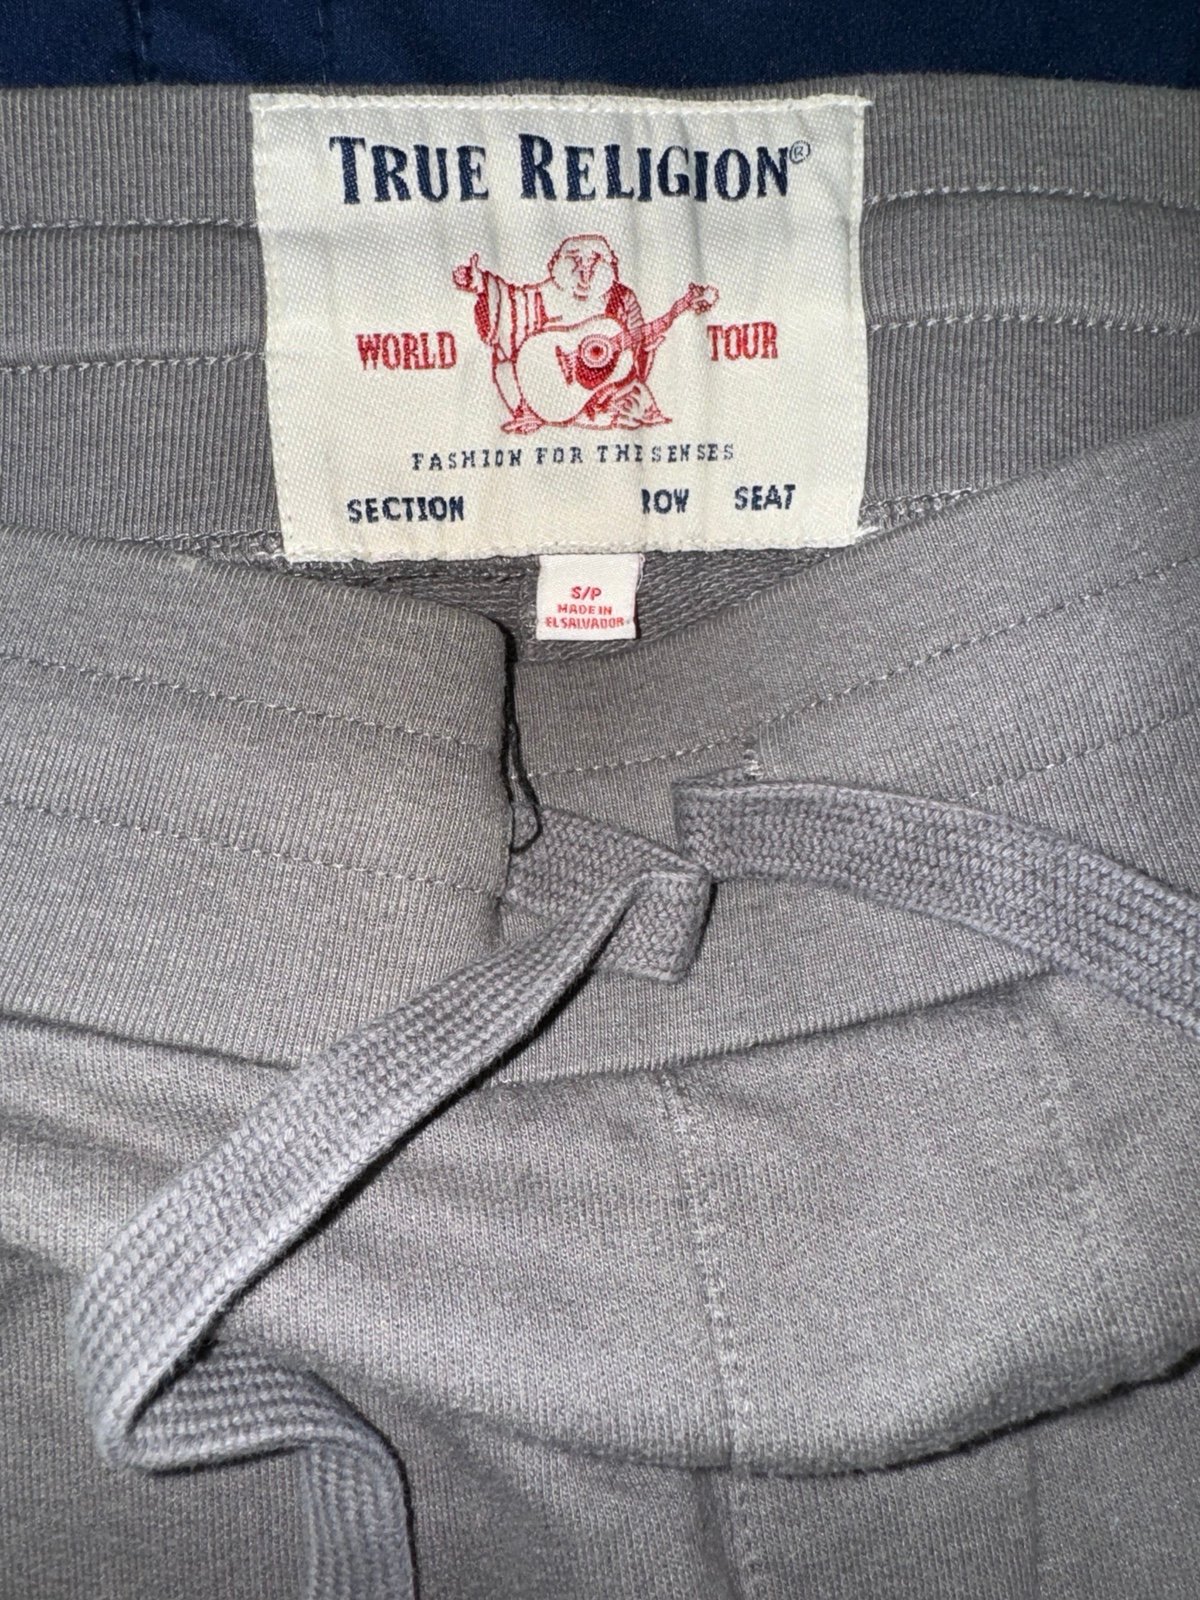 TRUE RELIGION®
WORLD TOUR
FASHION FOR THE SENSES
SECTION ROW SEAT
S/P
MADE IN
EL SALVADOR